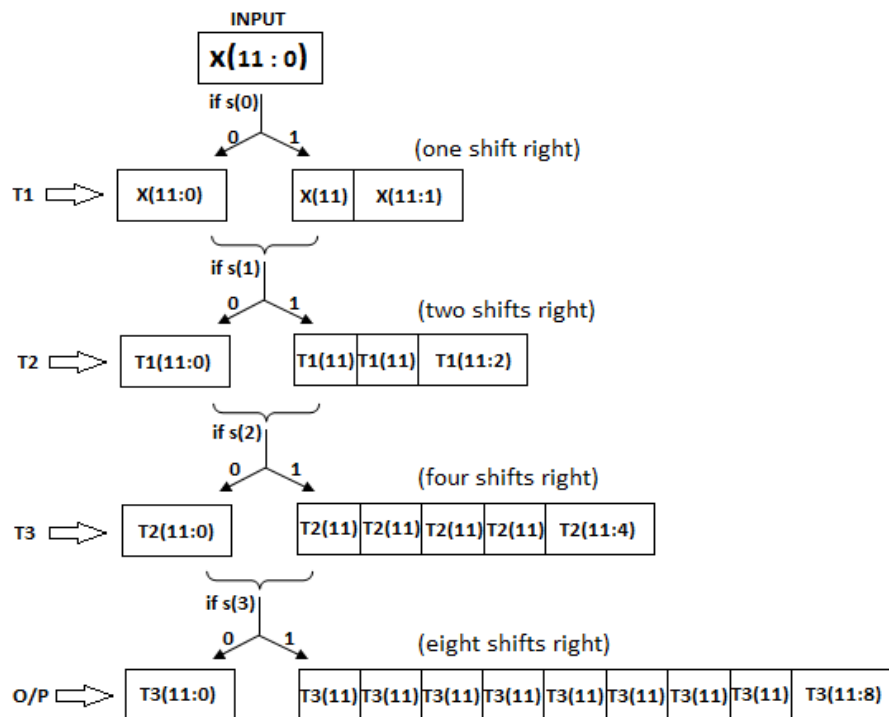 INPUT
X(11 : 0)
if s(0)
0 1
(one shift right)
T1 X(11:0) X(11) X(11:1)
if s(1)
0 1
(two shifts right)
T2 T1(11:0) T1(11) T1(11) T1(11:2)
if s(2)
0 1
(four shifts right)
T3 T2(11:0) T2(11) T2(11) T2(11) T2(11) T2(11:4)
if s(3)
0 1
(eight shifts right)
O/P T3(11:0) T3(11) T3(11) T3(11) T3(11) T3(11) T3(11) T3(11) T3(11) T3(11:8)